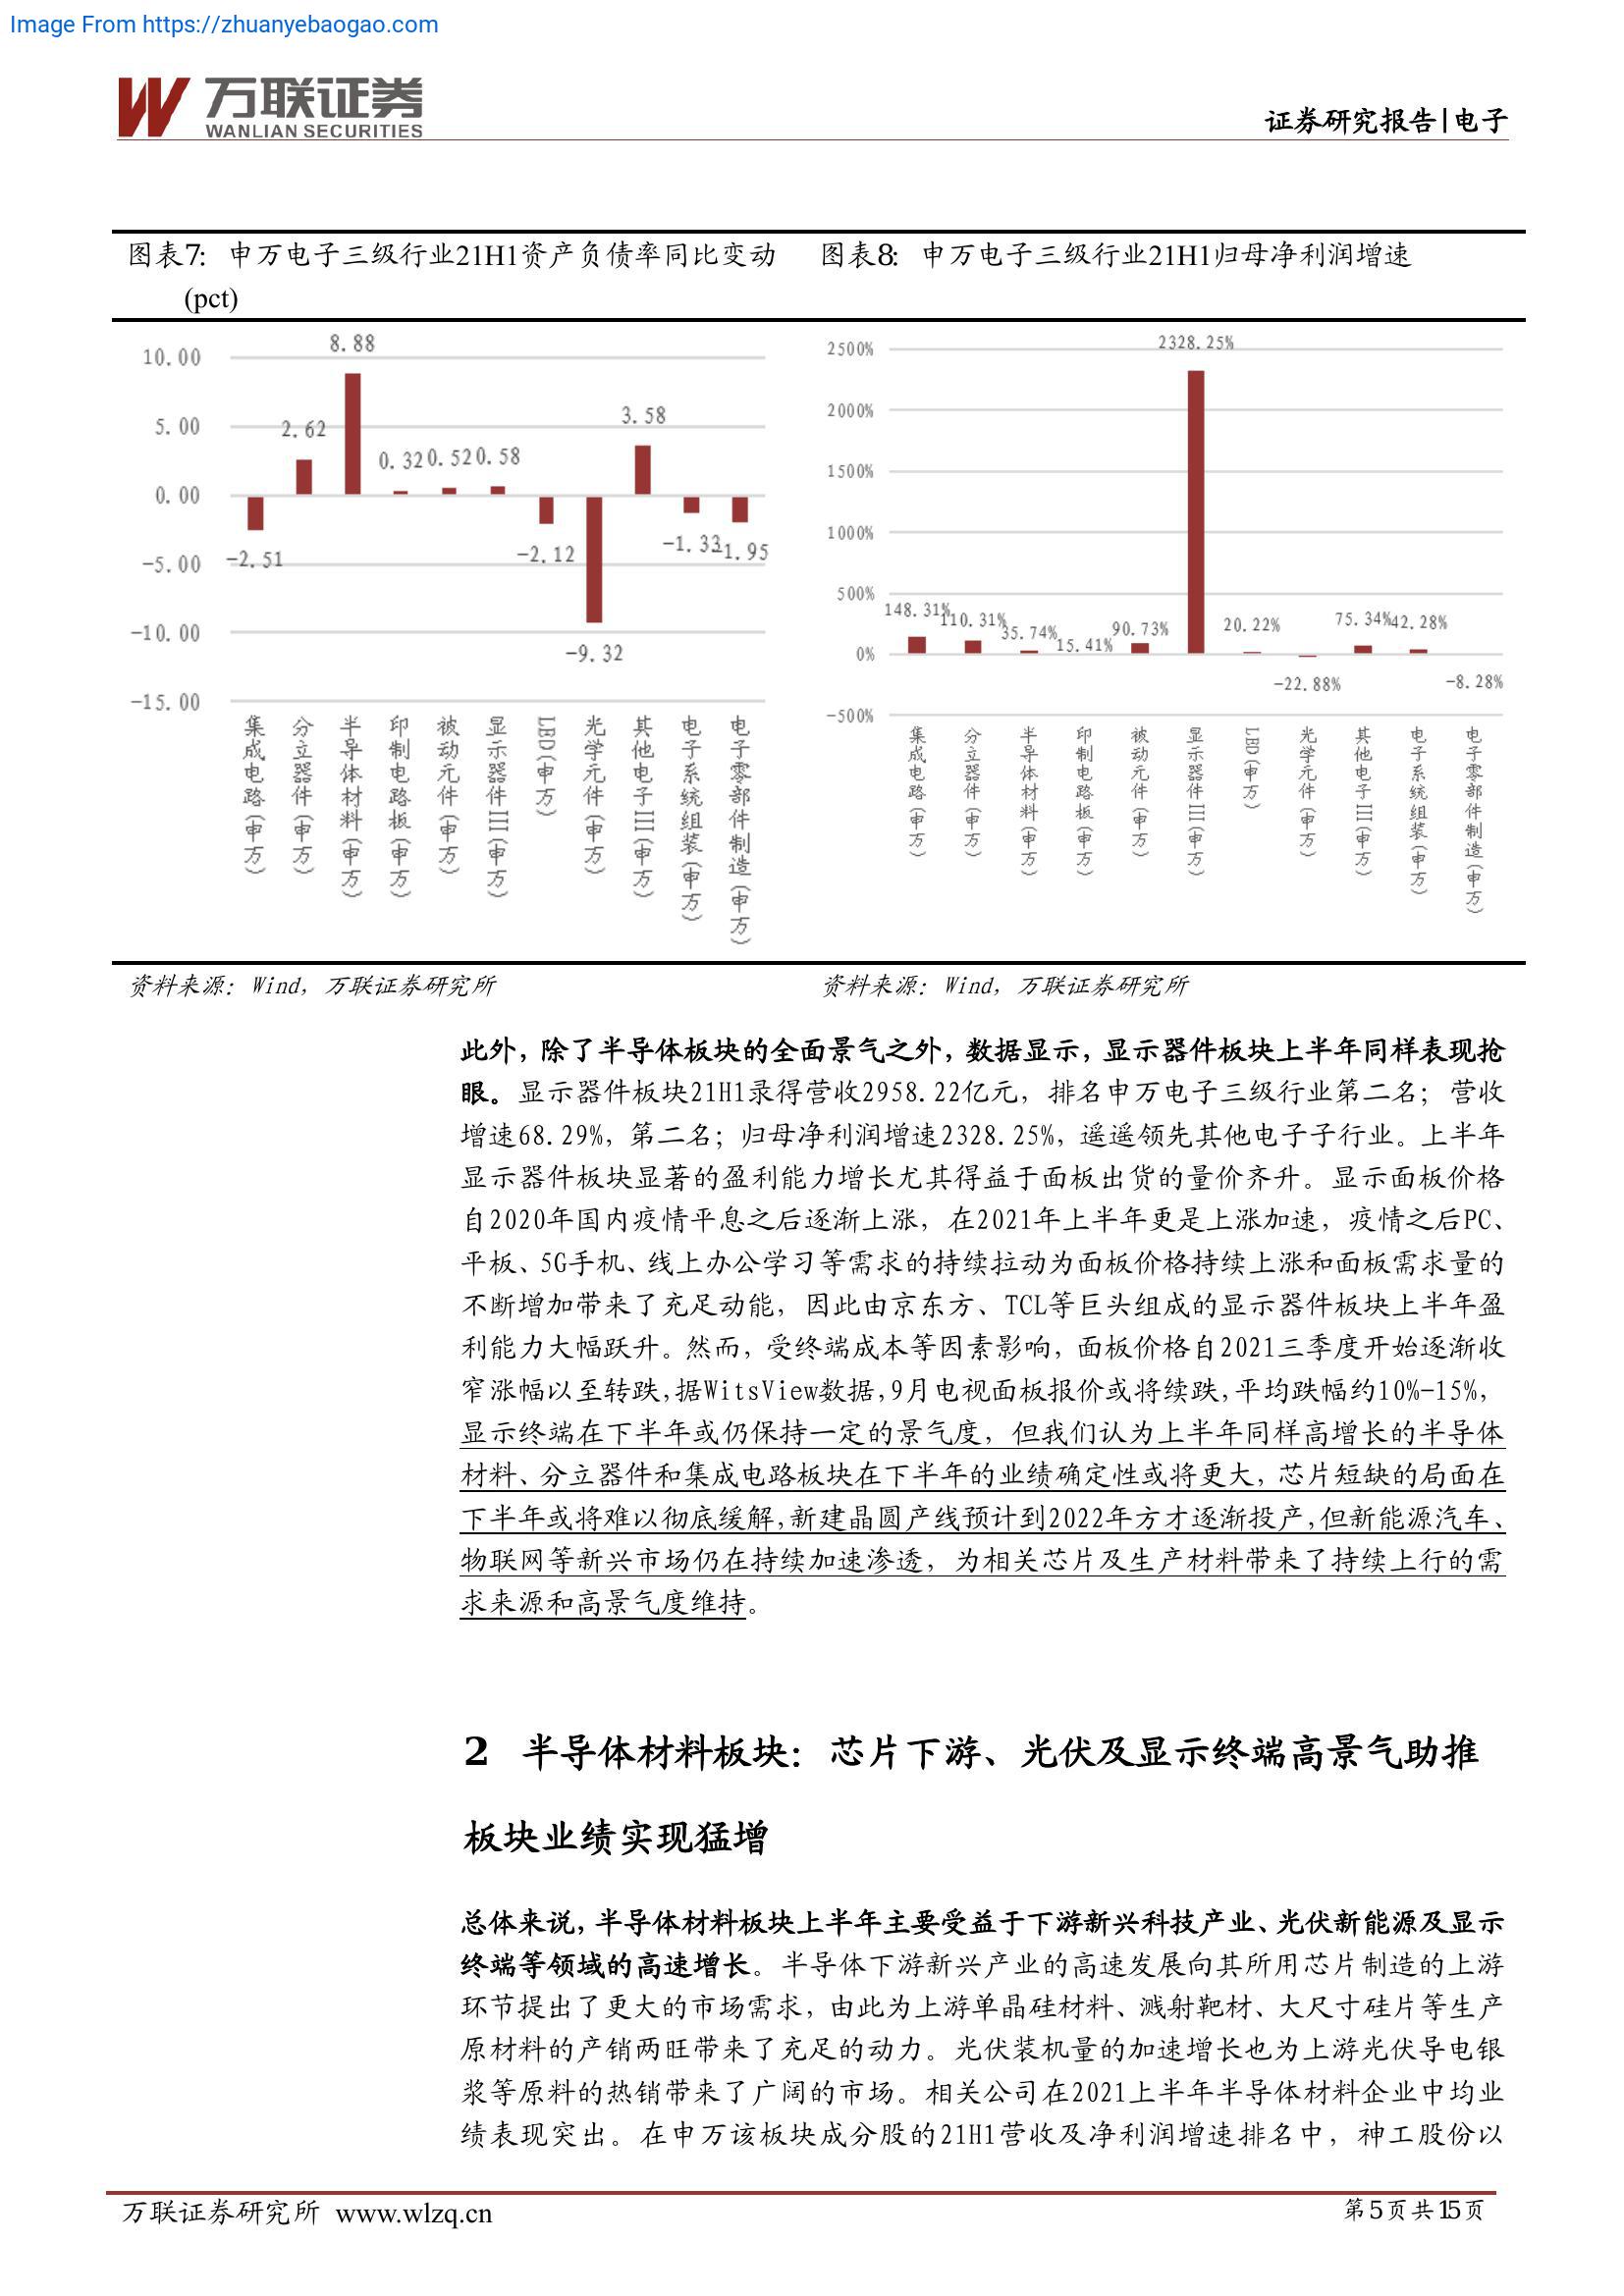 Image From https://zhuanyebaogao.com
万联证券
WANLIAN SECURITIES
证券研究报告|电子
图表7: 申万电子三级行业21H1资产负债率同比变动
(pct)
10.00
5.00
0.00
-5.00
-10.00
-15.00
-2.51
2.62
8.88
0.32
0.52
0.58
-2.12
-9.32
3.58
-1.33
-1.95
集成电路(申万)
分立器件(申万)
半导体材料(申万)
印制电路板(申万)
被动元件(申万)
显示器件III(申万)
LED(申万)
光学元件(申万)
其他电子III(申万)
电子系统组装(申万)
电子零部件制造(申万)
图表8: 申万电子三级行业21H1归母净利润增速
2500%
2000%
1500%
1000%
500%
0%
-500%
148.31%
110.31%
35.74%
15.41%
90.73%
2328.25%
20.22%
-22.88%
75.34%
42.28%
-8.28%
集成电路(申万)
分立器件(申万)
半导体材料(申万)
印制电路板(申万)
被动元件(申万)
显示器件III(申万)
LED(申万)
光学元件(申万)
其他电子III(申万)
电子系统组装(申万)
电子零部件制造(申万)
资料来源：Wind，万联证券研究所
资料来源：Wind，万联证券研究所
此外，除了半导体板块的全面景气之外，数据显示，显示器件板块上半年同样表现抢
眼。显示器件板块21H1录得营收2958.22亿元，排名申万电子三级行业第二名；营收
增速68.29%，第二名；归母净利润增速2328.25%，遥遥领先其他电子子行业。上半年
显示器件板块显著的盈利能力增长尤其得益于面板出货的量价齐升。显示面板价格
自2020年国内疫情平息之后逐渐上涨，在2021年上半年更是上涨加速，疫情之后PC、
平板、5G手机、线上办公学习等需求的持续拉动为面板价格持续上涨和面板需求量的
不断增加带来了充足动能，因此由京东方、TCL等巨头组成的显示器件板块上半年盈
利能力大幅跃升。然而，受终端成本等因素影响，面板价格自2021三季度开始逐渐收
窄涨幅以至转跌，据WitsView数据，9月电视面板报价或将续跌，平均跌幅约10%-15%，
显示终端在下半年或仍保持一定的景气度，但我们认为上半年同样高增长的半导体
材料、分立器件和集成电路板块在下半年的业绩确定性或将更大，芯片短缺的局面在
下半年或将难以彻底缓解，新建晶圆产线预计到2022年方才逐渐投产，但新能源汽车、
物联网等新兴市场仍在持续加速渗透，为相关芯片及生产材料带来了持续上行的需
求来源和高景气度维持。
2 半导体材料板块：芯片下游、光伏及显示终端高景气助推
板块业绩实现猛增
总体来说，半导体材料板块上半年主要受益于下游新兴科技产业、光伏新能源及显示
终端等领域的高速增长。半导体下游新兴产业的高速发展向其所用芯片制造的上游
环节提出了更大的市场需求，由此为上游单晶硅材料、溅射靶材、大尺寸硅片等生产
原材料的产销两旺带来了充足的动力。光伏装机量的加速增长也为上游光伏导电银
浆等原料的热销带来了广阔的市场。相关公司在2021上半年半导体材料企业中均业
绩表现突出。在申万该板块成分股的21H1营收及净利润增速排名中，神工股份以
万联证券研究所 www.wlzq.cn
第5页共15页